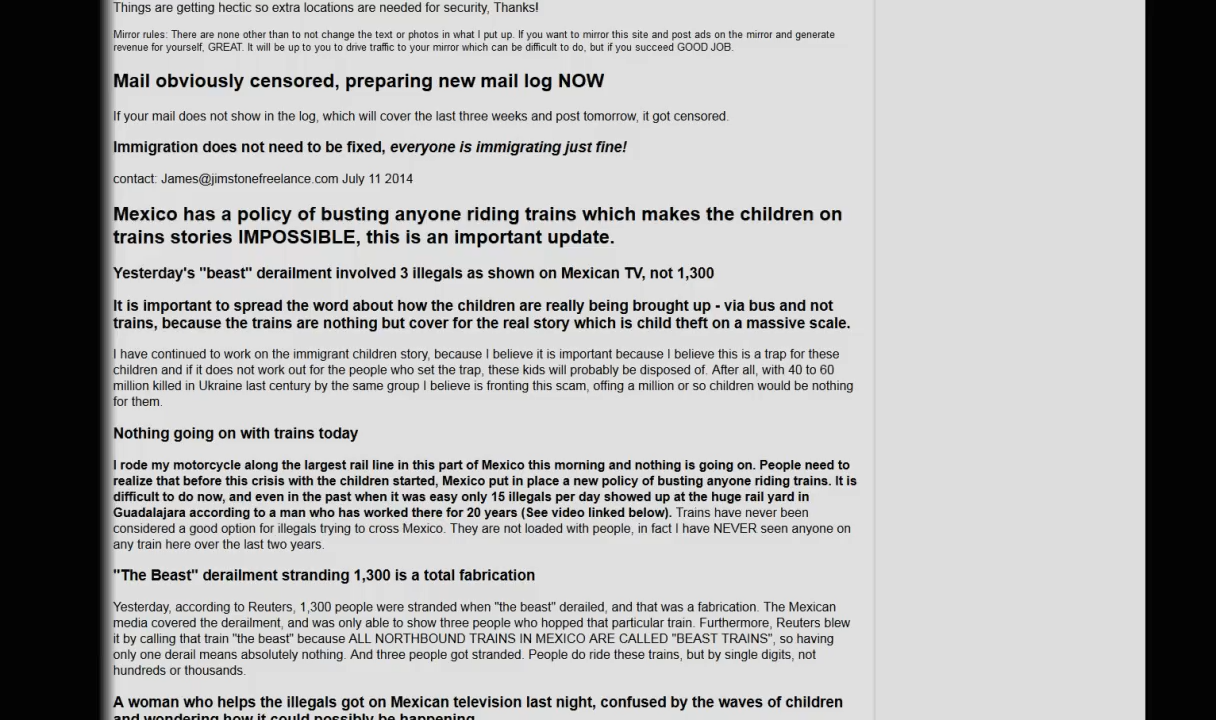 Things are getting hectic so extra locations are needed for security, Thanks!
Mirror rules: There are none other than to not change the text or photos in what I put up. If you want to mirror this site and post ads on the mirror and generate
revenue for yourself, GREAT. It will be up to you to drive traffic to your mirror which can be difficult to do, but if you succeed GOOD JOB.
Mail obviously censored, preparing new mail log NOW
If your mail does not show in the log, which will cover the last three weeks and post tomorrow, it got censored.
Immigration does not need to be fixed, everyone is immigrating just fine!
contact: James@jimstonefreelance.com July 11 2014
Mexico has a policy of busting anyone riding trains which makes the children on
trains stories IMPOSSIBLE, this is an important update.
Yesterday's "beast" derailment involved 3 illegals as shown on Mexican TV, not 1,300
It is important to spread the word about how the children are really being brought up - via bus and not
trains, because the trains are nothing but cover for the real story which is child theft on a massive scale.
I have continued to work on the immigrant children story, because I believe it is important because I believe this is a trap for these
children and if it does not work out for the people who set the trap, these kids will probably be disposed of. After all, with 40 to 60
million killed in Ukraine last century by the same group I believe is fronting this scam, offing a million or so children would be nothing
for them.
Nothing going on with trains today
I rode my motorcycle along the largest rail line in this part of Mexico this morning and nothing is going on. People need to
realize that before this crisis with the children started, Mexico put in place a new policy of busting anyone riding trains. It is
difficult to do now, and even in the past when it was easy only 15 illegals per day showed up at the huge rail yard in
Guadalajara according to a man who has worked there for 20 years (See video linked below). Trains have never been
considered a good option for illegals trying to cross Mexico. They are not loaded with people, in fact I have NEVER seen anyone on
any train here over the last two years.
"The Beast" derailment stranding 1,300 is a total fabrication
Yesterday, according to Reuters, 1,300 people were stranded when "the beast" derailed, and that was a fabrication. The Mexican
media covered the derailment, and was only able to show three people who hopped that particular train. Furthermore, Reuters blew
it by calling that train "the beast" because ALL NORTHBOUND TRAINS IN MEXICO ARE CALLED "BEAST TRAINS", so having
only one derail means absolutely nothing. And three people got stranded. People do ride these trains, but by single digits, not
hundreds or thousands.
A woman who helps the illegals got on Mexican television last night, confused by the waves of children
and wondering how it could possibly be happening